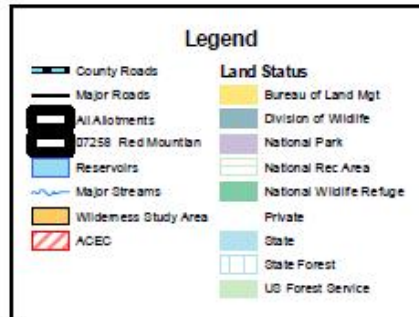 Legend
County Roads
Major Roads
All Allotments
07258 Red Mountian
Reservoirs
Major Streams
Wilderness Study Area
ACEC
Land Status
Bureau of Land Mgt
Division of Wildlife
National Park
National Rec Area
National Wildlife Refuge
Private
State
State Forest
US Forest Service